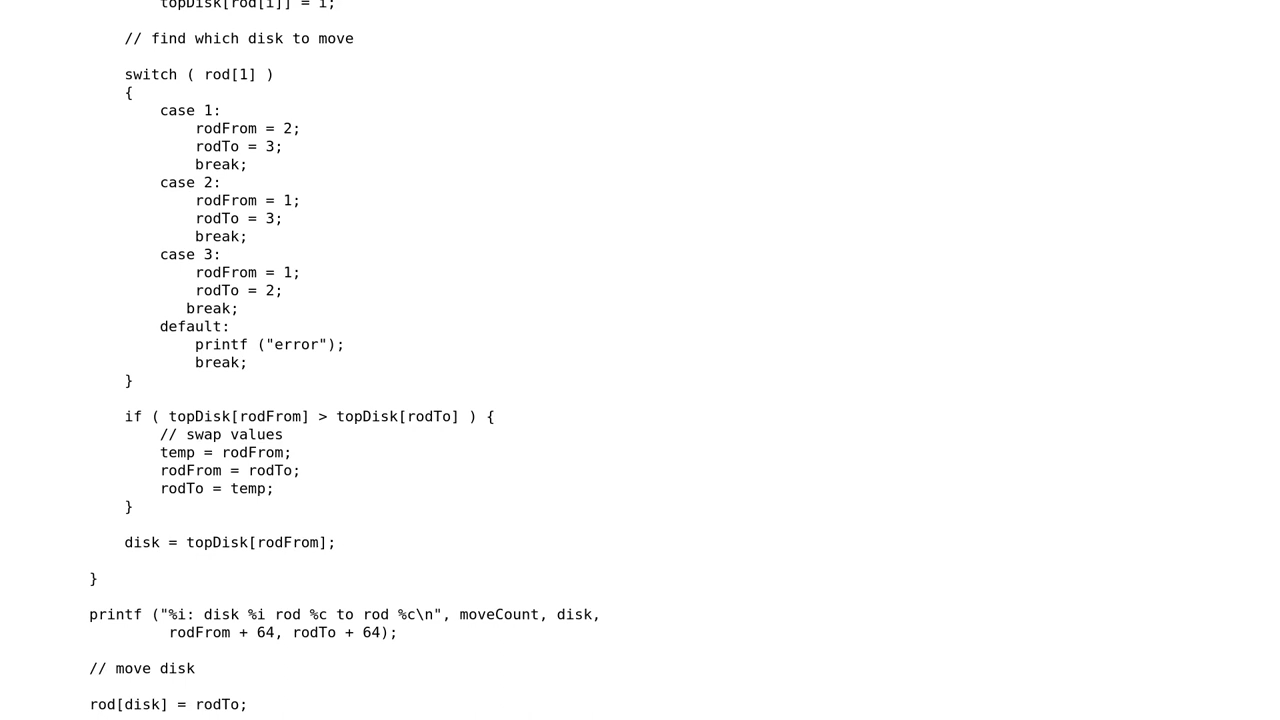 topDisk[rod[i]] = i;
// find which disk to move
switch ( rod[1] )
{
case 1:
rodFrom = 2;
rodTo = 3;
break;
case 2:
rodFrom = 1;
rodTo = 3;
break;
case 3:
rodFrom = 1;
rodTo = 2;
break;
default:
printf ("error");
break;
}
if ( topDisk[rodFrom] > topDisk[rodTo] ) {
// swap values
temp = rodFrom;
rodFrom = rodTo;
rodTo = temp;
}
disk = topDisk[rodFrom];
}
printf ("%i: disk %i rod %c to rod %c\n", moveCount, disk,
rodFrom + 64, rodTo + 64);
// move disk
rod[disk] = rodTo;